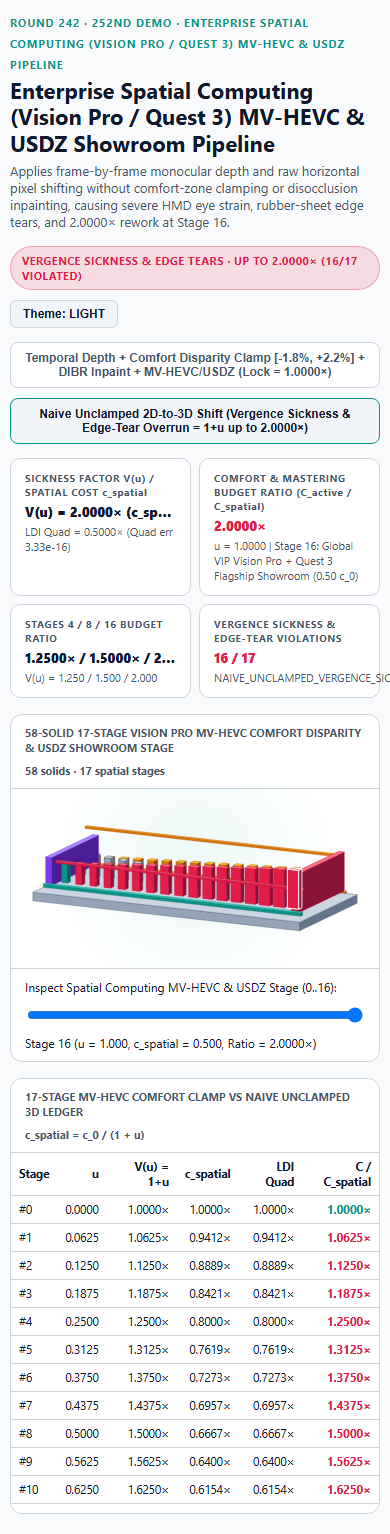 ROUND 242 · 252ND DEMO · ENTERPRISE SPATIAL
COMPUTING (VISION PRO / QUEST 3) MV-HEVC & USDZ
PIPELINE
Enterprise Spatial Computing
(Vision Pro / Quest 3) MV-HEVC &
USDZ Showroom Pipeline
Applies frame-by-frame monocular depth and raw horizontal
pixel shifting without comfort-zone clamping or disocclusion
inpainting, causing severe HMD eye strain, rubber-sheet edge
tears, and 2.0000× rework at Stage 16.
VERGENCE SICKNESS & EDGE TEARS · UP TO 2.0000× (16/17
VIOLATED)
Theme: LIGHT
Temporal Depth + Comfort Disparity Clamp [-1.8%, +2.2%] +
DIBR Inpaint + MV-HEVC/USDZ (Lock = 1.0000×)
Naive Unclamped 2D-to-3D Shift (Vergence Sickness &
Edge-Tear Overrun = 1+u up to 2.0000×)
SICKNESS FACTOR V(u) /
SPATIAL COST c_spatial
V(u) = 2.0000× (c_sp...
LDI Quad = 0.5000× (Quad err
3.33e-16)
COMFORT & MASTERING
BUDGET RATIO (C_active /
C_spatial)
2.0000×
u = 1.0000 | Stage 16: Global
VIP Vision Pro + Quest 3
Flagship Showroom (0.50 c_0)
STAGES 4 / 8 / 16 BUDGET
RATIO
1.2500× / 1.5000× / 2...
V(u) = 1.250 / 1.500 / 2.000
VERGENCE SICKNESS &
EDGE-TEAR VIOLATIONS
16 / 17
NAIVE_UNCLAMPED_VERGENCE_SIC
58-SOLID 17-STAGE VISION PRO MV-HEVC COMFORT DISPARITY
& USDZ SHOWROOM STAGE
58 solids · 17 spatial stages
Inspect Spatial Computing MV-HEVC & USDZ Stage (0..16):
Stage 16 (u = 1.000, c_spatial = 0.500, Ratio = 2.0000×)
17-STAGE MV-HEVC COMFORT CLAMP VS NAIVE UNCLAMPED
3D LEDGER
c_spatial = c_0 / (1 + u)
Stage u V(u) = 1+u c_spatial LDI Quad C / C_spatial
#0 0.0000 1.0000× 1.0000× 1.0000× 1.0000×
#1 0.0625 1.0625× 0.9412× 0.9412× 1.0625×
#2 0.1250 1.1250× 0.8889× 0.8889× 1.1250×
#3 0.1875 1.1875× 0.8421× 0.8421× 1.1875×
#4 0.2500 1.2500× 0.8000× 0.8000× 1.2500×
#5 0.3125 1.3125× 0.7619× 0.7619× 1.3125×
#6 0.3750 1.3750× 0.7273× 0.7273× 1.3750×
#7 0.4375 1.4375× 0.6957× 0.6957× 1.4375×
#8 0.5000 1.5000× 0.6667× 0.6667× 1.5000×
#9 0.5625 1.5625× 0.6400× 0.6400× 1.5625×
#10 0.6250 1.6250× 0.6154× 0.6154× 1.6250×